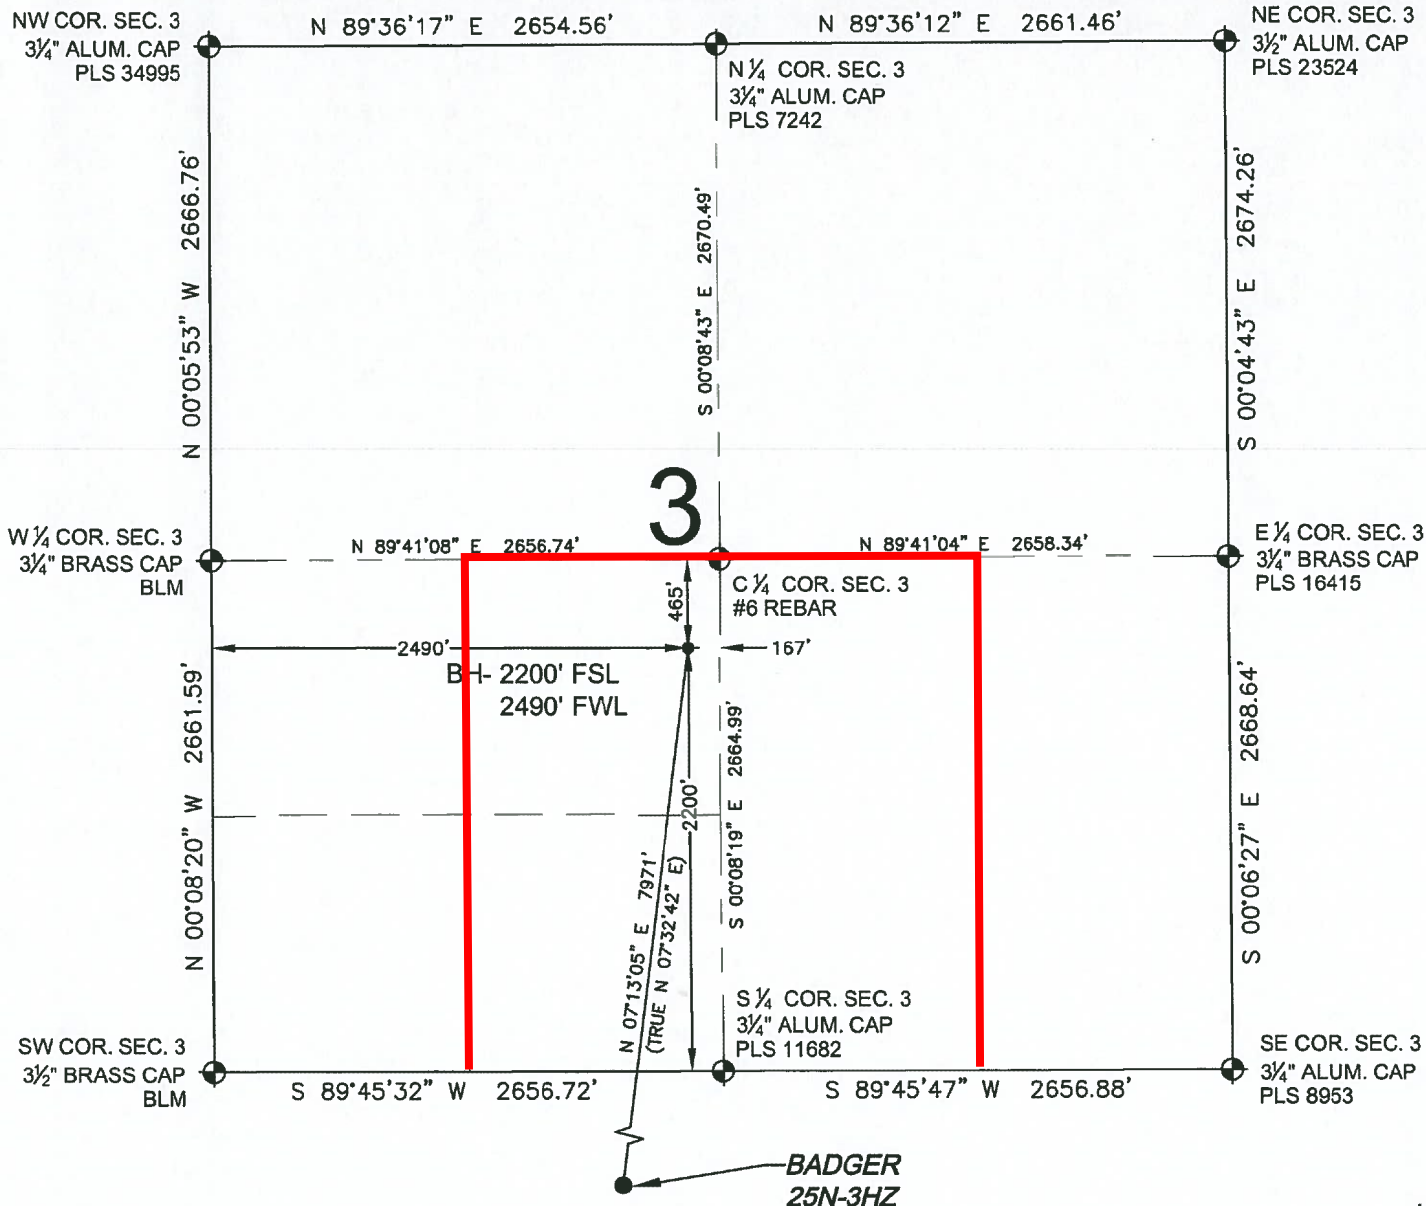 NW COR. SEC. 3
3¼" ALUM. CAP
PLS 34995
N 89°36'17" E 2654.56'
N 89°36'12" E 2661.46'
NE COR. SEC. 3
3½" ALUM. CAP
PLS 23524
N ¼ COR. SEC. 3
3¼" ALUM. CAP
PLS 7242
N 00°05'53" W 2666.76'
S 00°08'43" E 2670.49'
S 00°04'43" E 2674.26'
3
W ¼ COR. SEC. 3
3¼" BRASS CAP
BLM
N 89°41'08" E 2656.74'
N 89°41'04" E 2658.34'
E ¼ COR. SEC. 3
3¼" BRASS CAP
PLS 16415
C ¼ COR. SEC. 3
#6 REBAR
465'
2490'
167'
BH- 2200' FSL
2490' FWL
N 00°08'20" W 2661.59'
2200'
S 00°08'19" E 2664.99'
S 00°06'27" E 2668.64'
N 07°13'05" E 7971'
(TRUE N 07°32'42" E)
S ¼ COR. SEC. 3
3¼" ALUM. CAP
PLS 11682
SW COR. SEC. 3
3½" BRASS CAP
BLM
S 89°45'32" W 2656.72'
S 89°45'47" W 2656.88'
SE COR. SEC. 3
3¼" ALUM. CAP
PLS 8953
BADGER
25N-3HZ